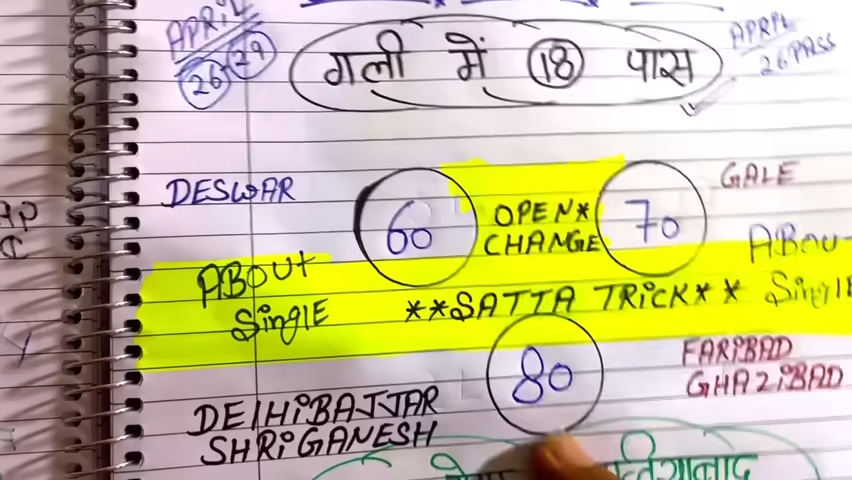 APRIL
26 29
गली में 18 पास
APRIL
26 PASS
DESWAR
60
OPEN*
CHANGE
70
GALE
ABOUT
SINGLE
**SATTA TRICK**
ABOU
SINGLE
80
DELHIBAJJAR
SHRIGANESH
FARIBAD
GHAZIBAD